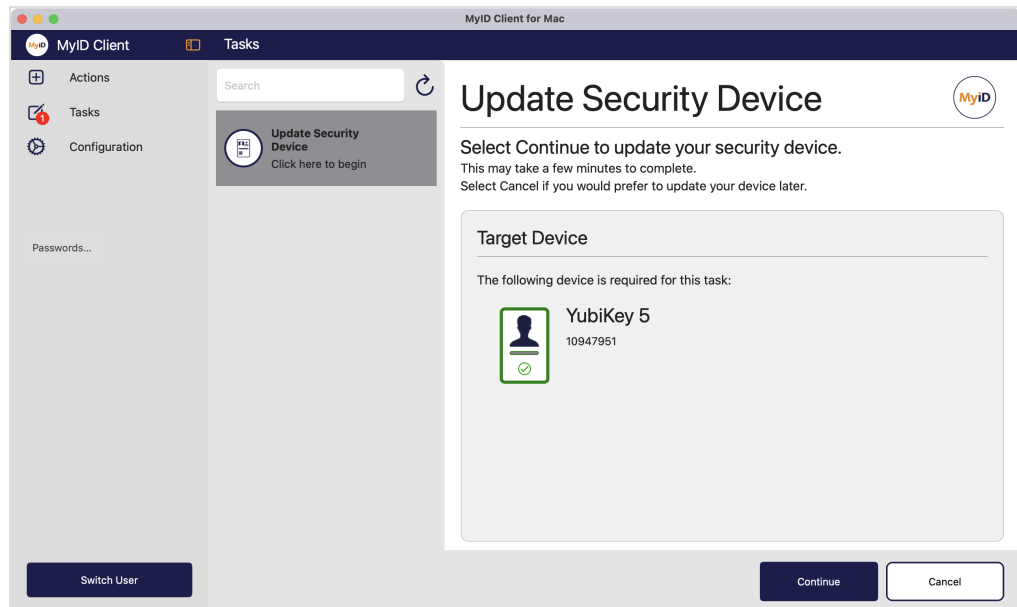 MyID Client for Mac
MyiD
MyID Client
Tasks
Actions
Tasks
1
Configuration
Passwords...
Switch User
Search
Update Security
Device
Click here to begin
Update Security Device
MyiD
Select Continue to update your security device.
This may take a few minutes to complete.
Select Cancel if you would prefer to update your device later.
Target Device
The following device is required for this task:
YubiKey 5
10947951
Continue
Cancel